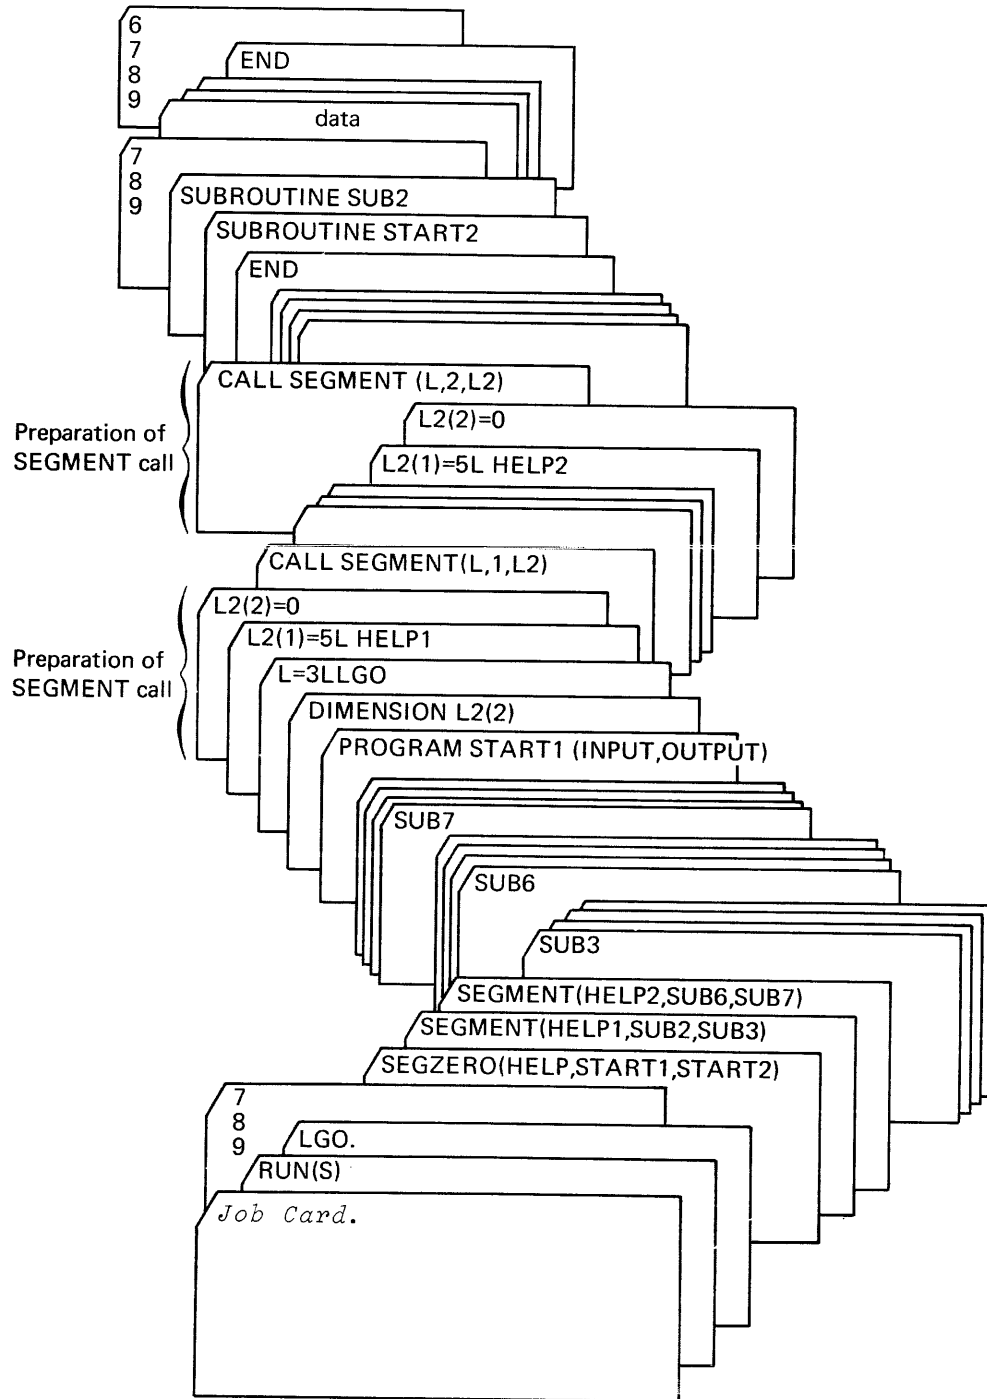 6
7
8
9
END
data
7
8
9
SUBROUTINE SUB2
SUBROUTINE START2
END
CALL SEGMENT (L,2,L2)
L2(2)=0
Preparation of
SEGMENT call
L2(1)=5L HELP2
CALL SEGMENT(L,1,L2)
L2(2)=0
L2(1)=5L HELP1
Preparation of
SEGMENT call
L=3LLGO
DIMENSION L2(2)
PROGRAM START1 (INPUT,OUTPUT)
SUB7
SUB6
SUB3
SEGMENT(HELP2,SUB6,SUB7)
SEGMENT(HELP1,SUB2,SUB3)
SEGZERO(HELP,START1,START2)
7
8
9
LGO.
RUN(S)
Job Card.